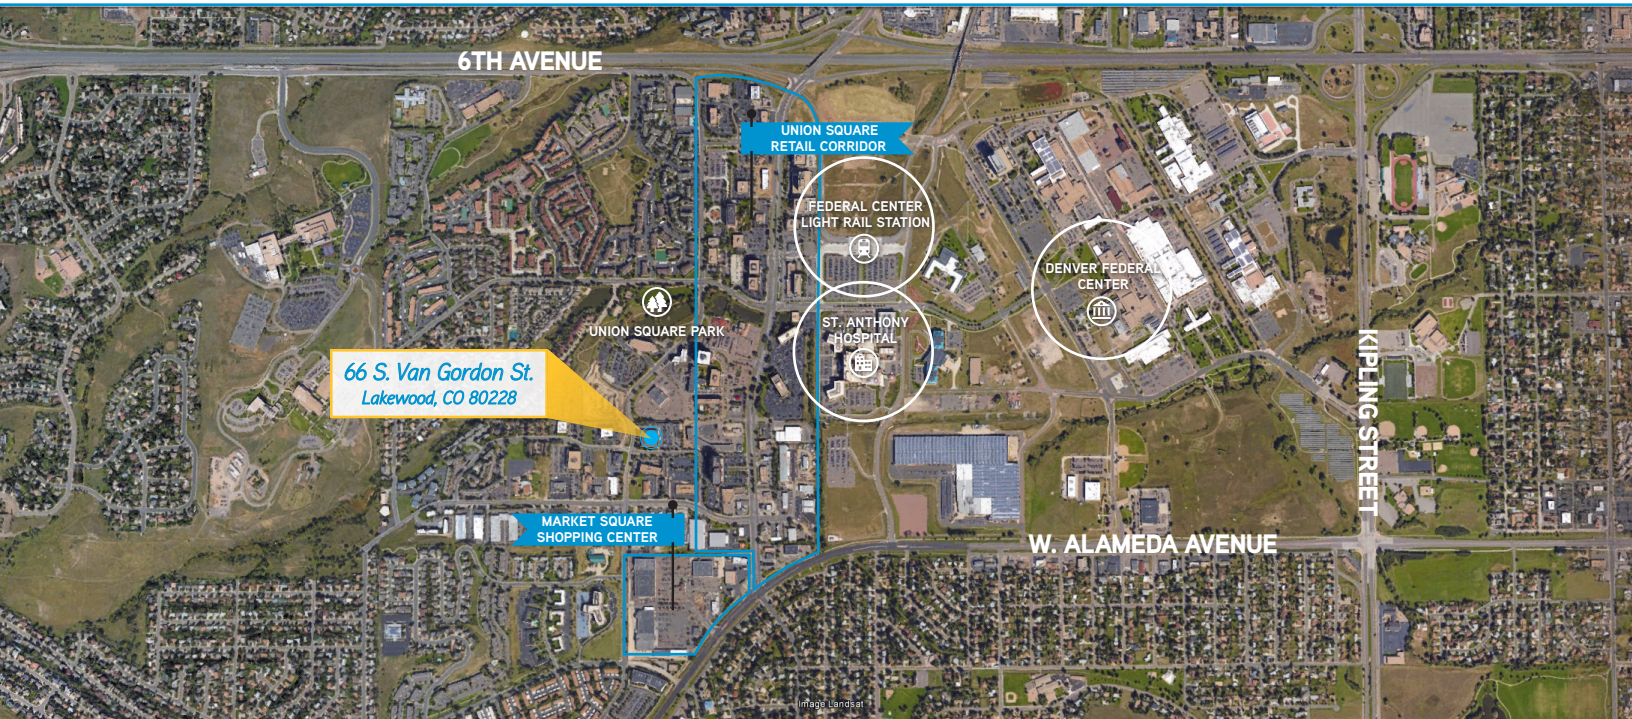 6TH AVENUE
UNION SQUARE
RETAIL CORRIDOR
FEDERAL CENTER
LIGHT RAIL STATION
DENVER FEDERAL
CENTER
UNION SQUARE PARK
ST. ANTHONY
HOSPITAL
66 S. Van Gordon St.
Lakewood, CO 80228
KIPLING STREET
MARKET SQUARE
SHOPPING CENTER
W. ALAMEDA AVENUE
Image Landsat